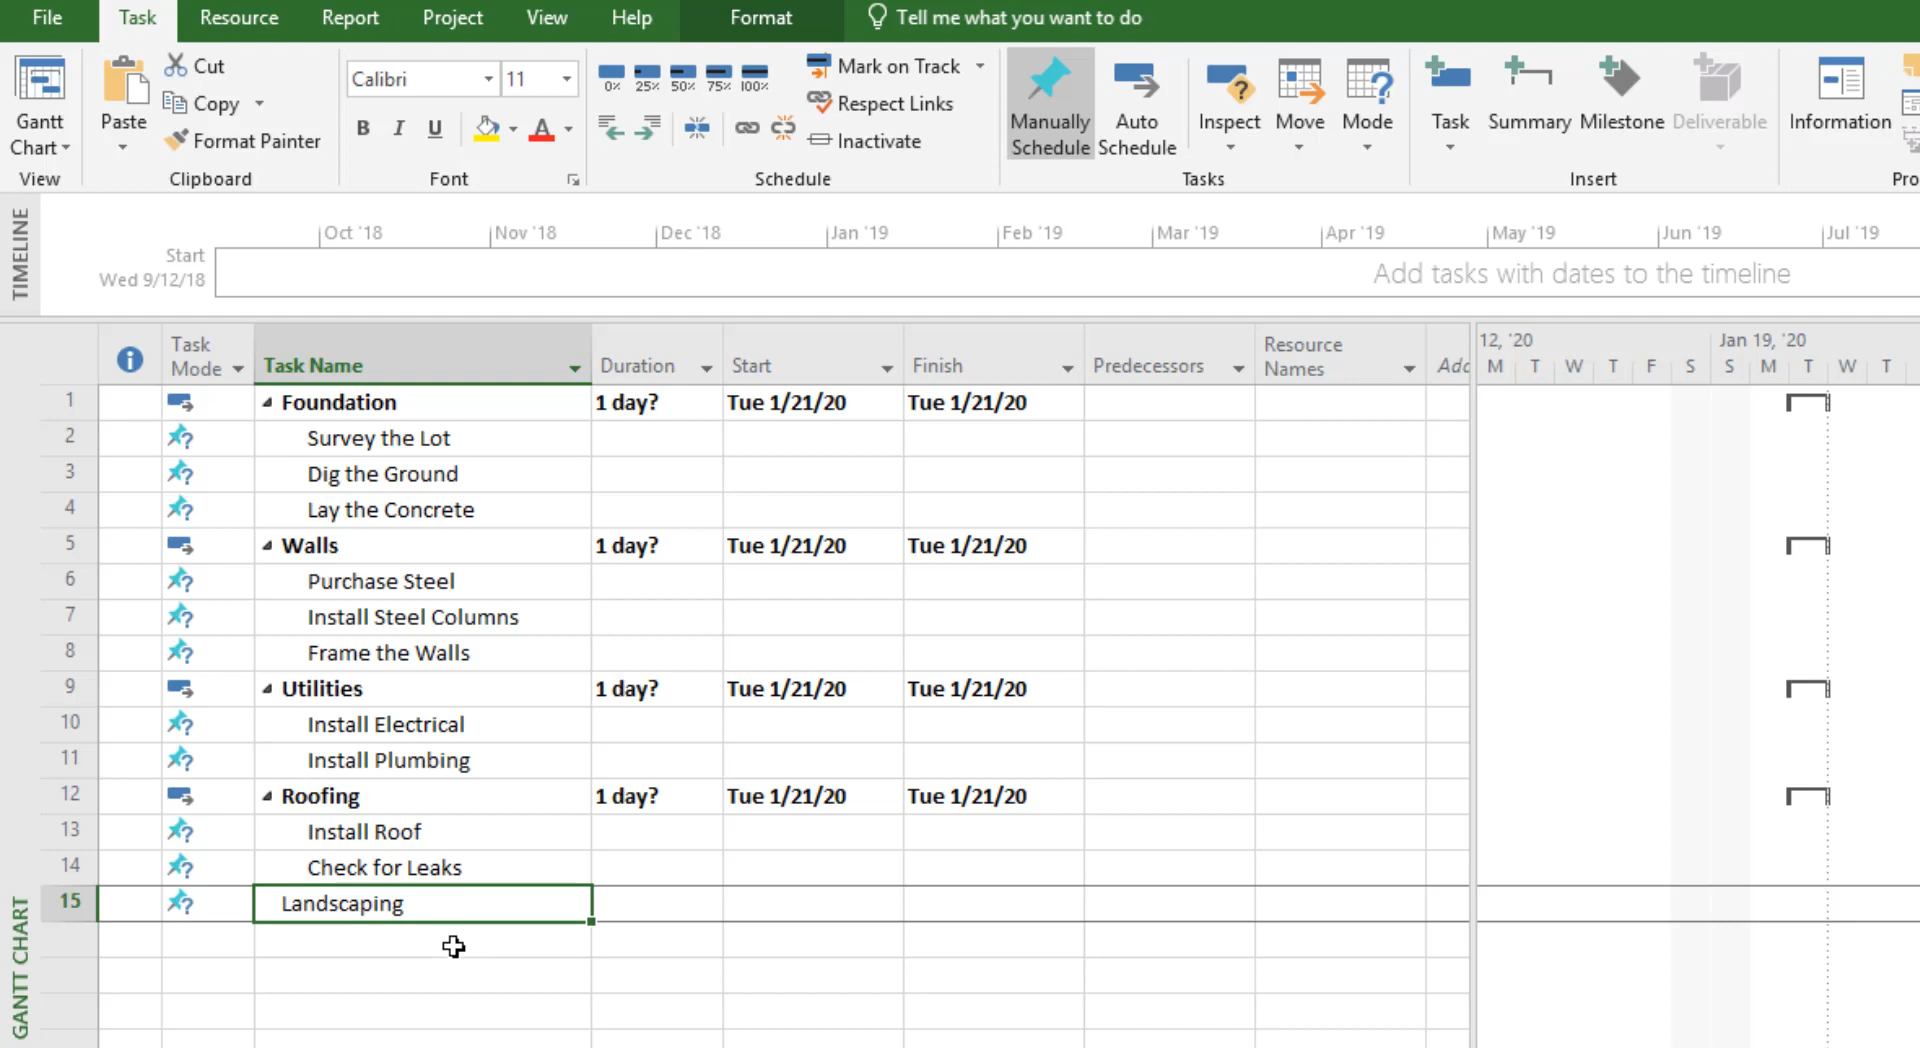 File Task Resource Report Project View Help Format Tell me what you want to do
Gantt Chart
View
Paste
Cut
Copy
Format Painter
Clipboard
Calibri 11
B I U A
Font
0% 25% 50% 75% 100%
Mark on Track
Respect Links
Inactivate
Schedule
Manually Schedule
Auto Schedule
Inspect
Move
Mode
Tasks
Task
Summary
Milestone
Deliverable
Insert
Information
Pro
TIMELINE
Oct '18 Nov '18 Dec '18 Jan '19 Feb '19 Mar '19 Apr '19 May '19 Jun '19 Jul '19
Start
Wed 9/12/18
Add tasks with dates to the timeline
Task Mode Task Name Duration Start Finish Predecessors Resource Names Add
12, '20 Jan 19, '20
M T W T F S S M T W T
1 Foundation 1 day? Tue 1/21/20 Tue 1/21/20
2 Survey the Lot
3 Dig the Ground
4 Lay the Concrete
5 Walls 1 day? Tue 1/21/20 Tue 1/21/20
6 Purchase Steel
7 Install Steel Columns
8 Frame the Walls
9 Utilities 1 day? Tue 1/21/20 Tue 1/21/20
10 Install Electrical
11 Install Plumbing
12 Roofing 1 day? Tue 1/21/20 Tue 1/21/20
13 Install Roof
14 Check for Leaks
15 Landscaping
GANTT CHART